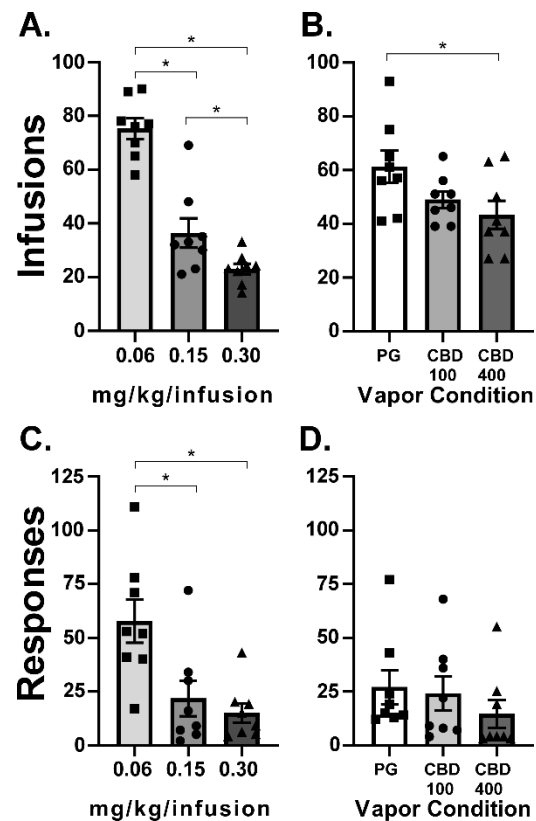 A.
*
*
*
Infusions
100
80
60
40
20
0
0.06 0.15 0.30
mg/kg/infusion
B.
*
100
80
60
40
20
0
PG CBD CBD
100 400
Vapor Condition
C.
*
*
Responses
125
100
75
50
25
0
0.06 0.15 0.30
mg/kg/infusion
D.
125
100
75
50
25
0
PG CBD CBD
100 400
Vapor Condition